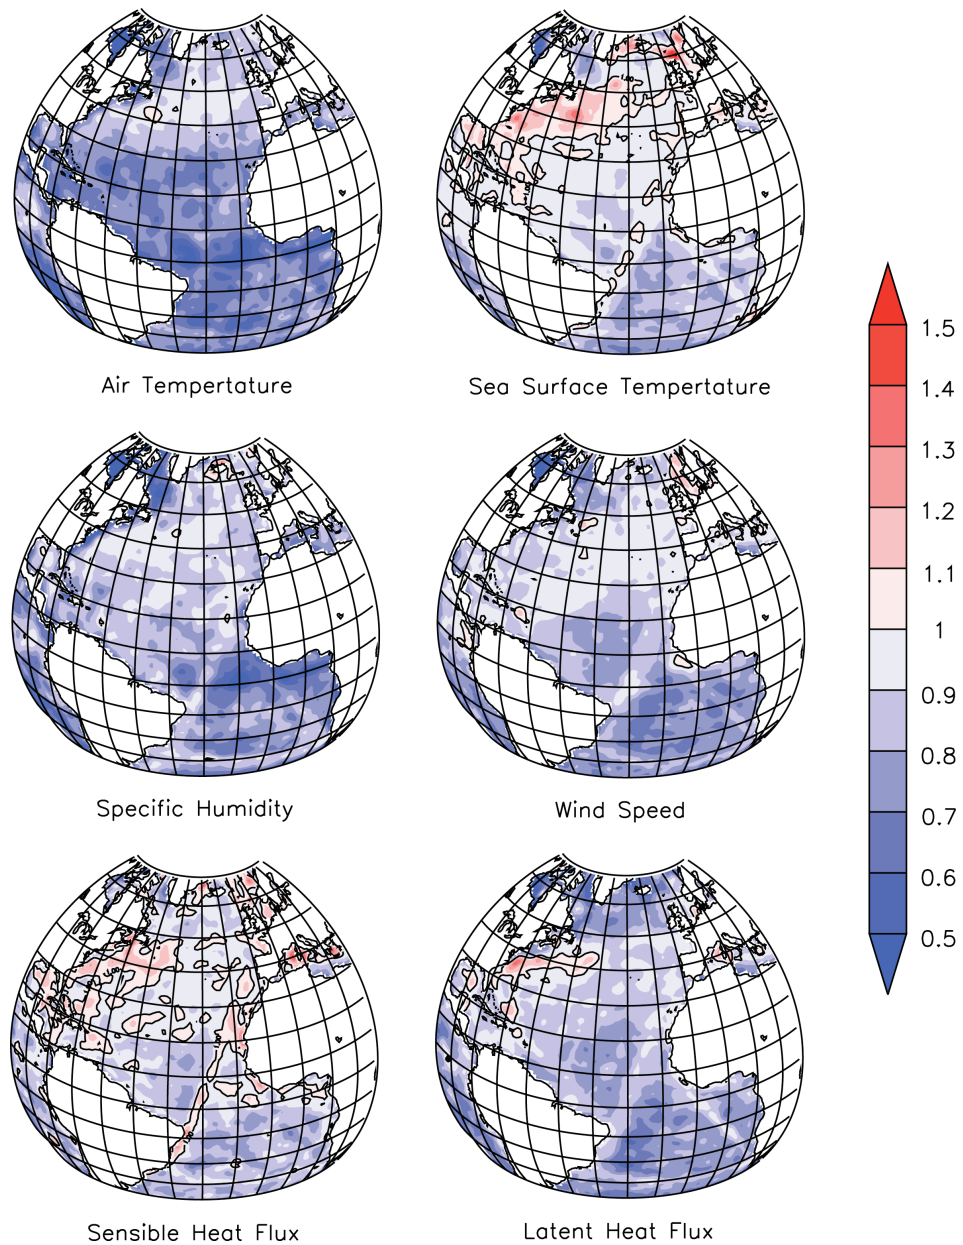 Air Tempertature
Sea Surface Tempertature
1.5
1.4
1.3
1.2
1.1
1
0.9
0.8
0.7
0.6
0.5
Specific Humidity
Wind Speed
Sensible Heat Flux
Latent Heat Flux